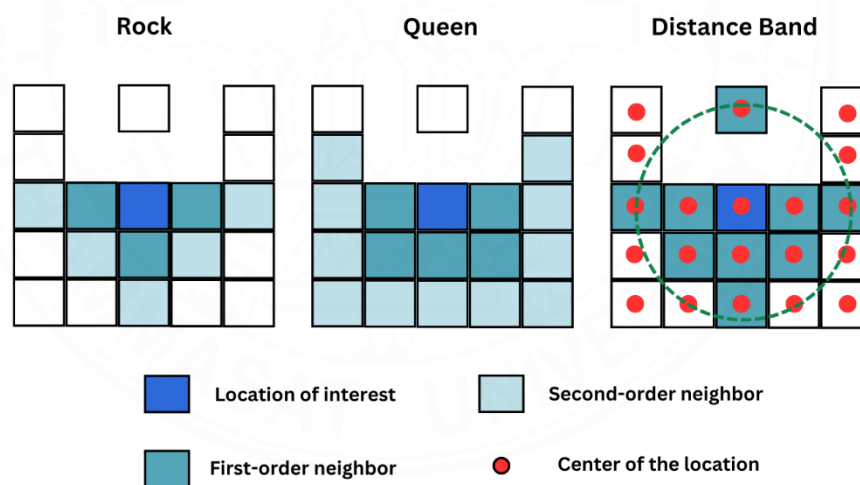 Rock
Queen
Distance Band
Location of interest
Second-order neighbor
First-order neighbor
Center of the location